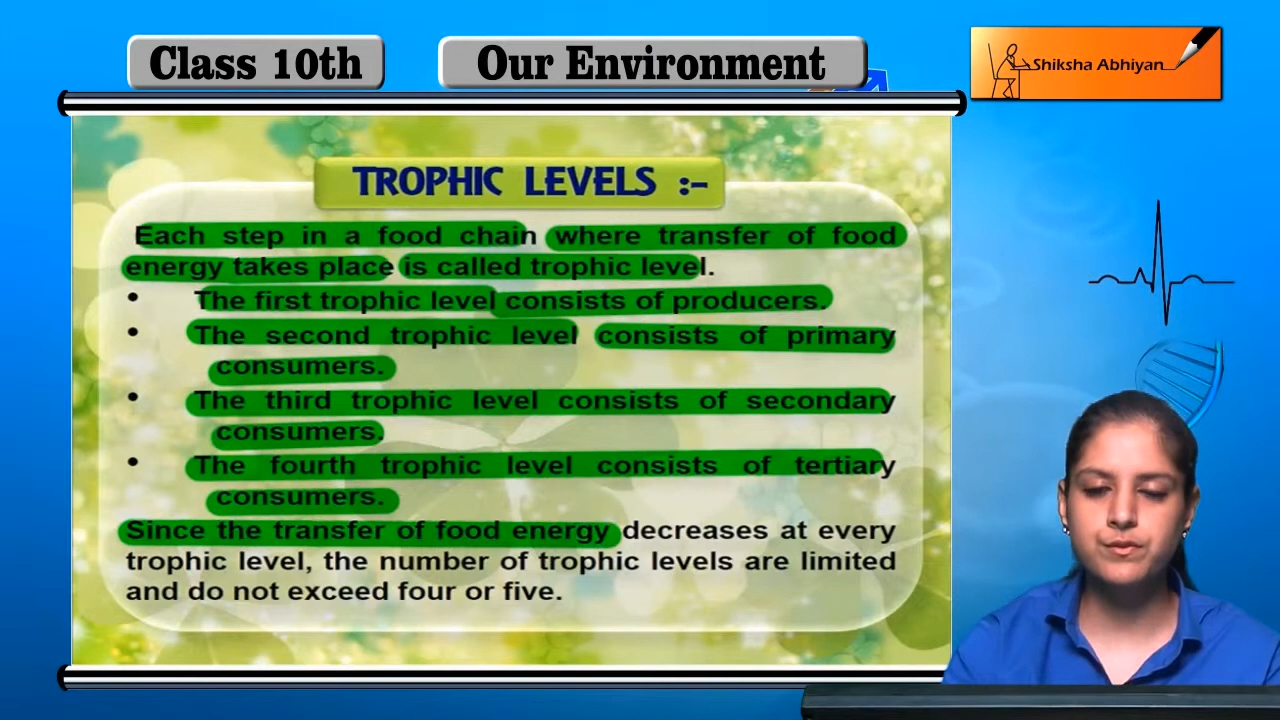 Class 10th
Our Environment
Shiksha Abhiyan
TROPHIC LEVELS :-
Each step in a food chain where transfer of food
energy takes place is called trophic level.
• The first trophic level consists of producers.
• The second trophic level consists of primary
consumers.
• The third trophic level consists of secondary
consumers.
• The fourth trophic level consists of tertiary
consumers.
Since the transfer of food energy decreases at every
trophic level, the number of trophic levels are limited
and do not exceed four or five.